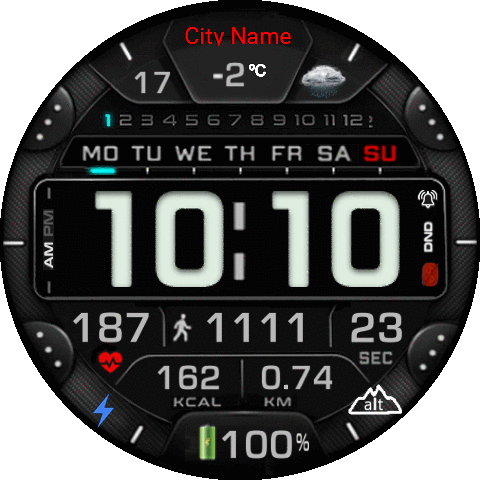 City Name
17 -2°C
1 2 3 4 5 6 7 8 9 10 11 12
MO TU WE TH FR SA SU
AM PM 10:10 DND
187 1111 23
SEC
162 0.74
KCAL KM
alt
100%